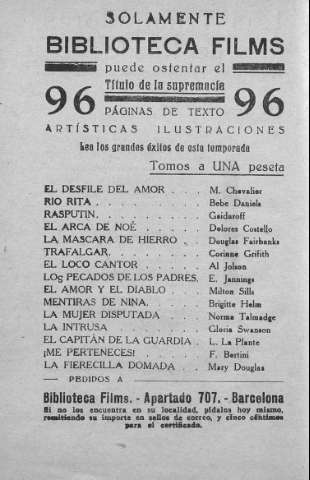 SOLAMENTE
BIBLIOTECA FILMS
puede ostentar el
Título de la supremacía
96 PÁGINAS DE TEXTO 96
ARTÍSTICAS ILUSTRACIONES
Lea los grandes éxitos de esta temporada
Tomos a UNA peseta
EL DESFILE DEL AMOR . . . . M. Chevalier
RIO RITA . . . . . . . . Bebe Daniels
RASPUTIN. . . . . . . . Gaidaroff
EL ARCA DE NOÉ . . . . . Dolores Costello
LA MASCARA DE HIERRO . . . Douglas Fairbanks
TRAFALGAR. . . . . . . . Corinne Griffith
EL LOCO CANTOR . . . . . Al Jolson
LOS PECADOS DE LOS PADRES. E. Jannings
EL AMOR Y EL DIABLO . . . . Milton Sills
MENTIRAS DE NINA. . . . . Brigitte Helm
LA MUJER DISPUTADA . . . . Norma Talmadge
LA INTRUSA . . . . . . . Gloria Swanson
EL CAPITÁN DE LA GUARDIA . L. La Plante
¡ME PERTENECES! . . . . . F. Bertini
LA FIERECILLA DOMADA . . . Mary Douglas
— PEDIDOS A —
Biblioteca Films. - Apartado 707. - Barcelona
Si no los encuentra en su localidad, pídalos hoy mismo,
remitiendo su importe en sellos de correo, y cinco céntimos
para el certificado.